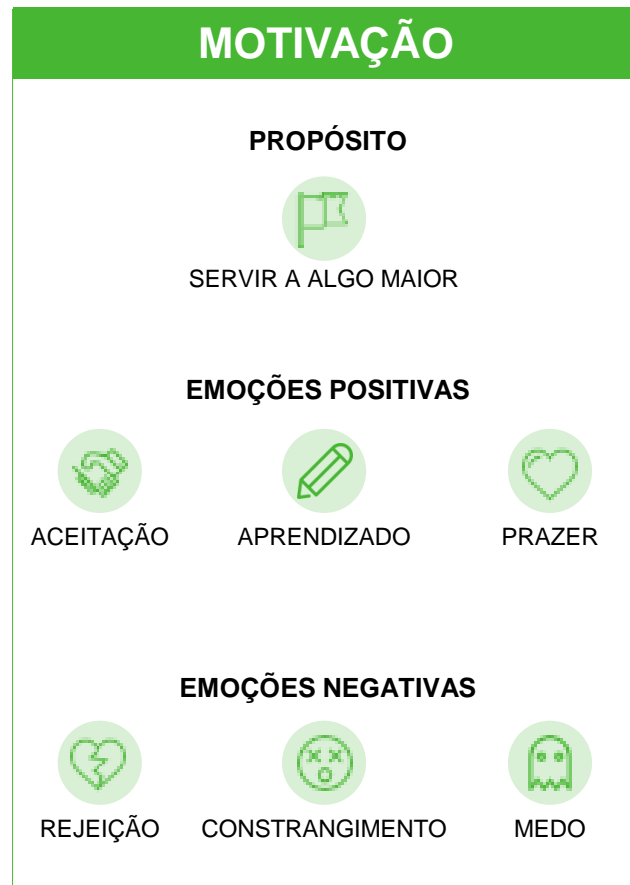 MOTIVAÇÃO
PROPÓSITO
SERVIR A ALGO MAIOR
EMOÇÕES POSITIVAS
ACEITAÇÃO APRENDIZADO PRAZER
EMOÇÕES NEGATIVAS
REJEIÇÃO CONSTRANGIMENTO MEDO